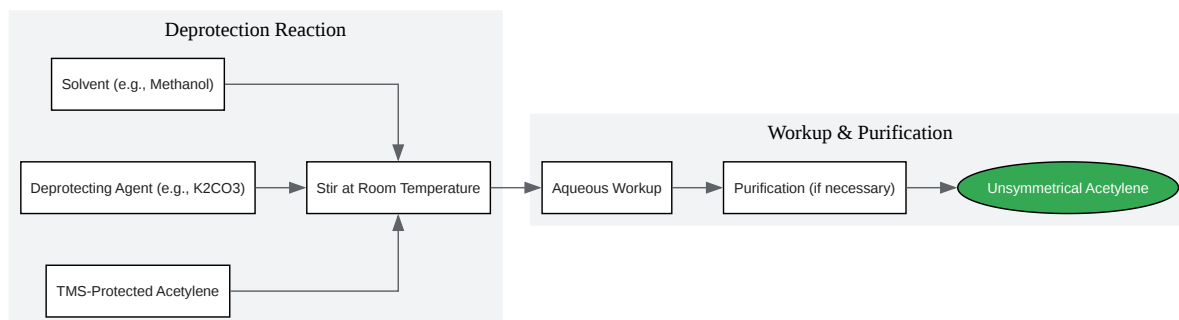 Deprotection Reaction
Solvent (e.g., Methanol)
Deprotecting Agent (e.g., K2CO3)
Stir at Room Temperature
TMS-Protected Acetylene
Workup & Purification
Aqueous Workup
Purification (if necessary)
Unsymmetrical Acetylene